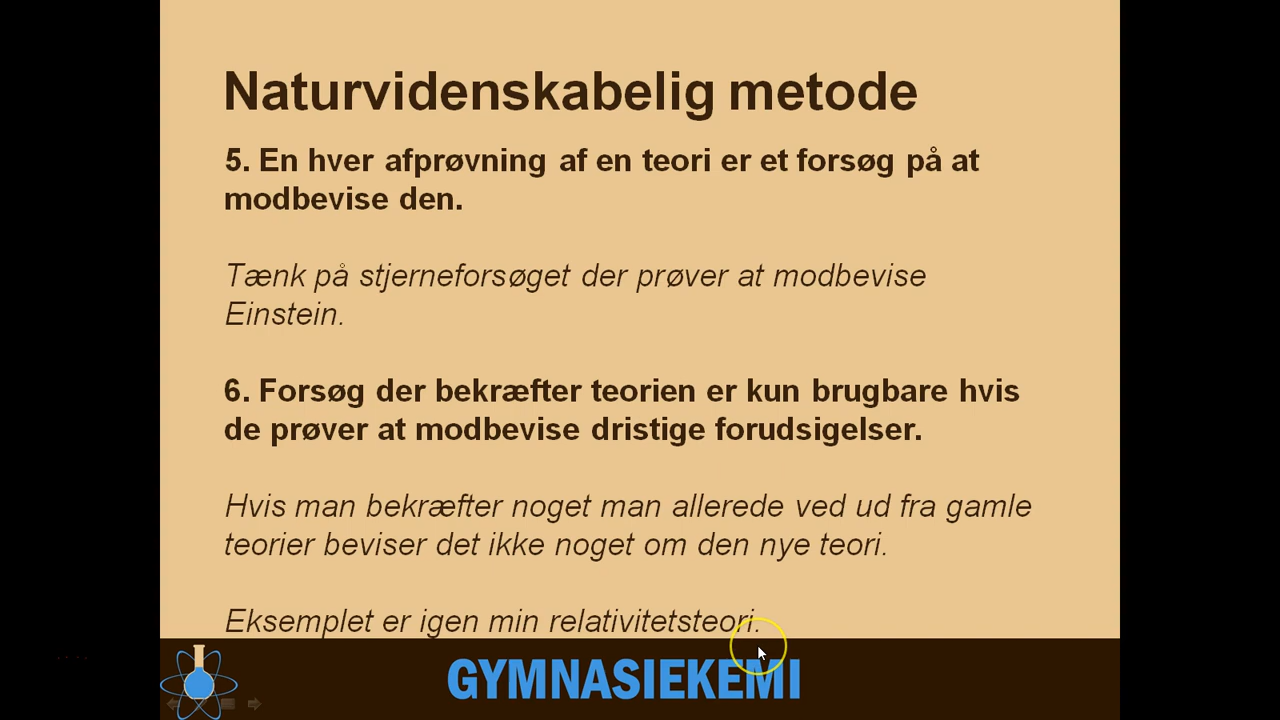 Naturvidenskabelig metode
5. En hver afprøvning af en teori er et forsøg på at
modbevise den.
Tænk på stjerneforsøget der prøver at modbevise
Einstein.
6. Forsøg der bekræfter teorien er kun brugbare hvis
de prøver at modbevise dristige forudsigelser.
Hvis man bekræfter noget man allerede ved ud fra gamle
teorier beviser det ikke noget om den nye teori.
Eksemplet er igen min relativitetsteori.
GYMNASIEKEMI